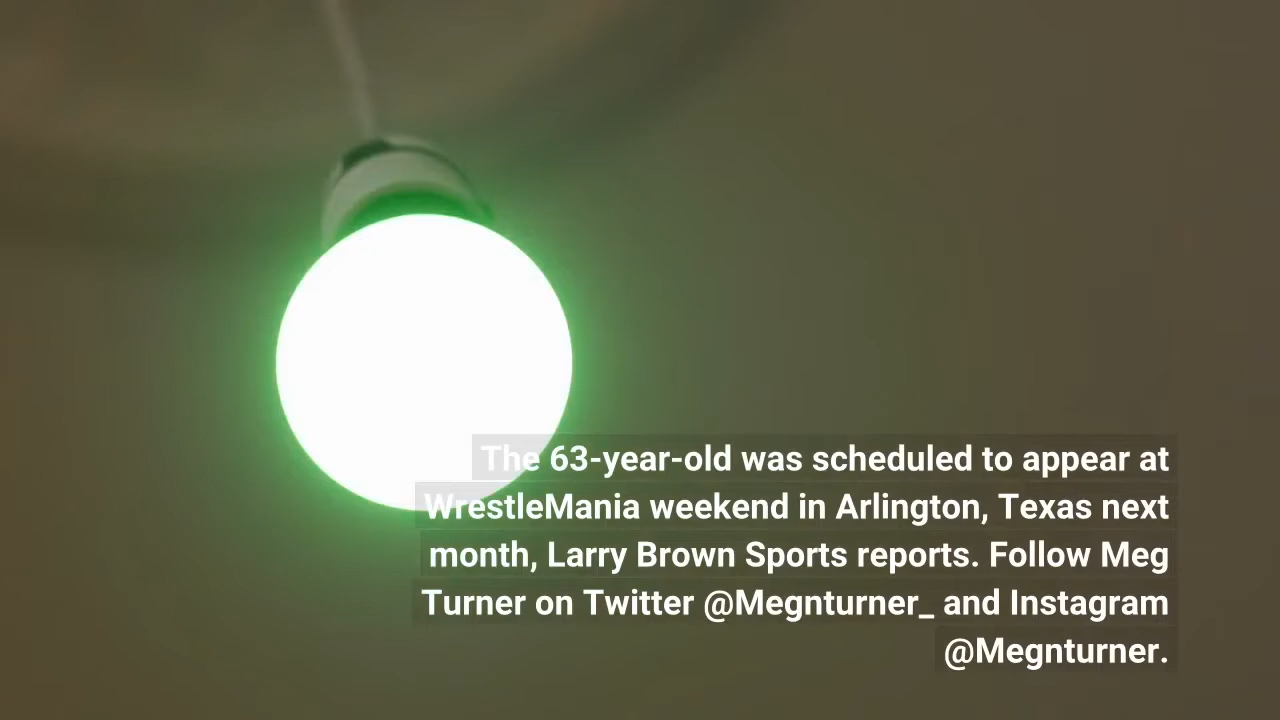 The 63-year-old was scheduled to appear at
WrestleMania weekend in Arlington, Texas next
month, Larry Brown Sports reports. Follow Meg
Turner on Twitter @Megnturner_ and Instagram
@Megnturner.